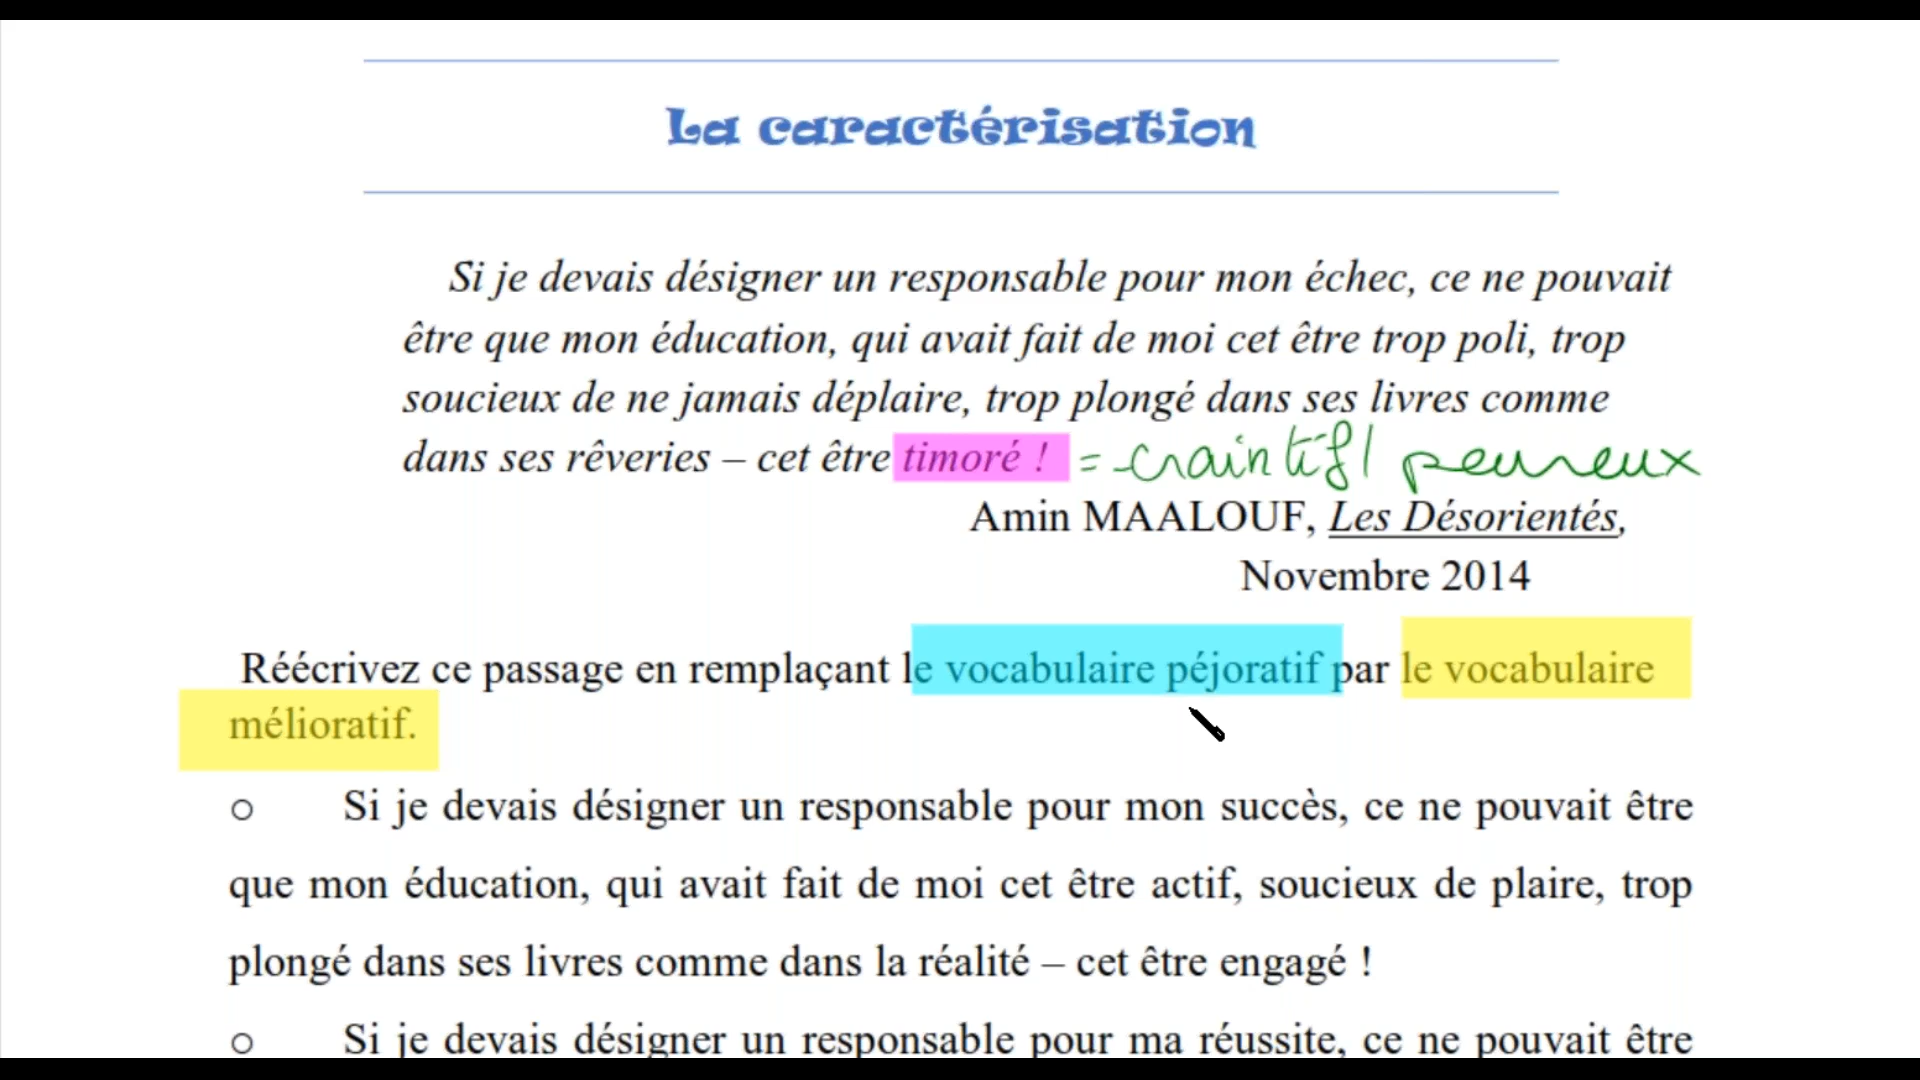 La caractérisation
Si je devais désigner un responsable pour mon échec, ce ne pouvait
être que mon éducation, qui avait fait de moi cet être trop poli, trop
soucieux de ne jamais déplaire, trop plongé dans ses livres comme
dans ses rêveries – cet être timoré ! = craintif/ peureux
Amin MAALOUF, Les Désorientés,
Novembre 2014
Réécrivez ce passage en remplaçant le vocabulaire péjoratif par le vocabulaire
mélioratif.
o Si je devais désigner un responsable pour mon succès, ce ne pouvait être
que mon éducation, qui avait fait de moi cet être actif, soucieux de plaire, trop
plongé dans ses livres comme dans la réalité – cet être engagé !
o Si je devais désigner un responsable pour ma réussite, ce ne pouvait être